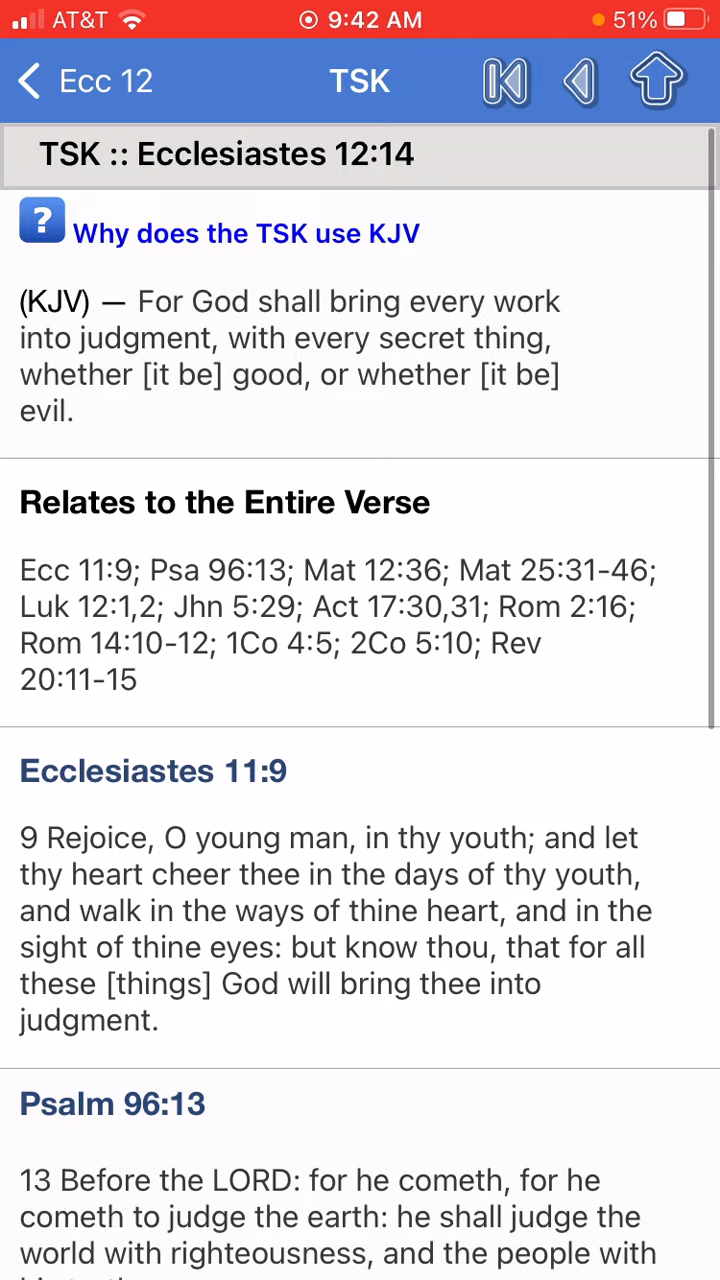 AT&T 9:42 AM 51%
Ecc 12 TSK
TSK :: Ecclesiastes 12:14
? Why does the TSK use KJV
(KJV) — For God shall bring every work
into judgment, with every secret thing,
whether [it be] good, or whether [it be]
evil.
Relates to the Entire Verse
Ecc 11:9; Psa 96:13; Mat 12:36; Mat 25:31-46;
Luk 12:1,2; Jhn 5:29; Act 17:30,31; Rom 2:16;
Rom 14:10-12; 1Co 4:5; 2Co 5:10; Rev
20:11-15
Ecclesiastes 11:9
9 Rejoice, O young man, in thy youth; and let
thy heart cheer thee in the days of thy youth,
and walk in the ways of thine heart, and in the
sight of thine eyes: but know thou, that for all
these [things] God will bring thee into
judgment.
Psalm 96:13
13 Before the LORD: for he cometh, for he
cometh to judge the earth: he shall judge the
world with righteousness, and the people with